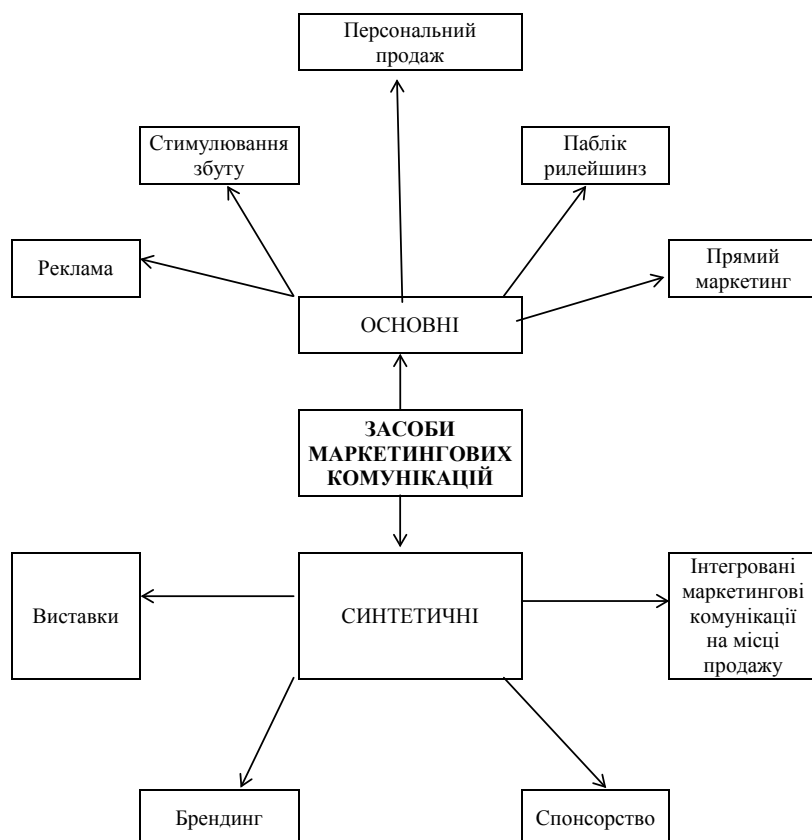 Персональний
продаж
Стимулювання
збуту
Паблік
рилейшинз
Реклама
Прямий
маркетинг
ОСНОВНІ
ЗАСОБИ
МАРКЕТИНГОВИХ
КОМУНІКАЦІЙ
Виставки
СИНТЕТИЧНІ
Інтегровані
маркетингові
комунікації
на місці
продажу
Брендинг
Спонсорство